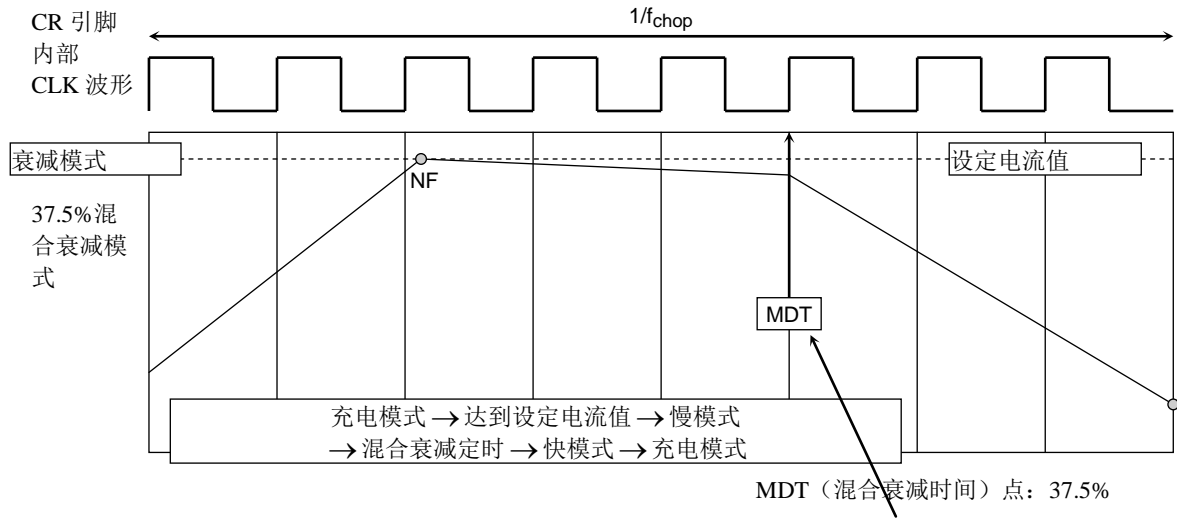 CR 引脚
内部
CLK 波形
1/fchop
衰减模式
设定电流值
NF
37.5%混
合衰减模
式
MDT
充电模式 → 达到设定电流值 → 慢模式
→ 混合衰减定时 → 快模式 → 充电模式
MDT（混合衰减时间）点：37.5%